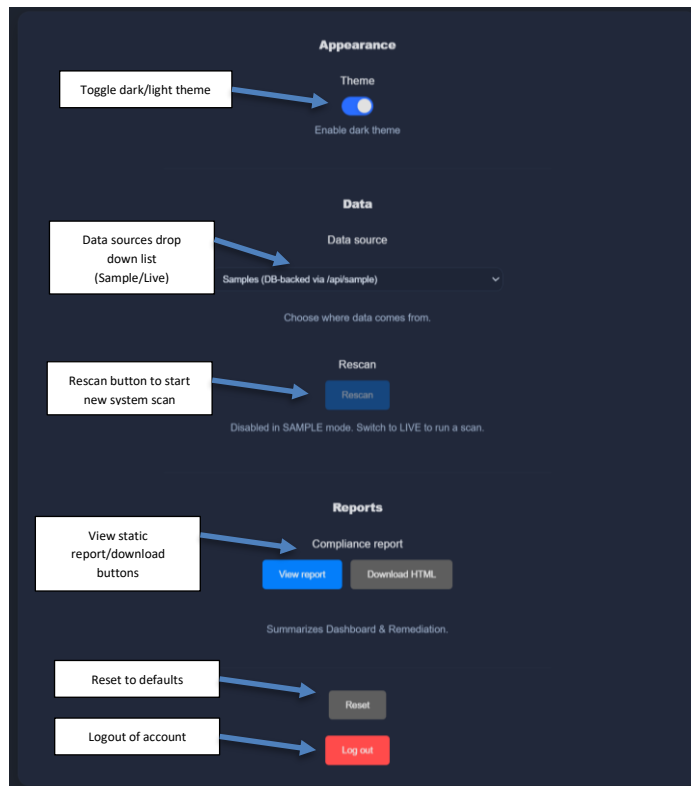 Appearance
Theme
Toggle dark/light theme
Enable dark theme
Data
Data sources drop
down list
(Sample/Live)
Data source
Samples (DB-backed via /api/sample)
Choose where data comes from.
Rescan
Rescan button to start
new system scan
Rescan
Disabled in SAMPLE mode. Switch to LIVE to run a scan.
Reports
View static
report/download
buttons
Compliance report
View report
Download HTML
Summarizes Dashboard & Remediation.
Reset to defaults
Reset
Logout of account
Log out